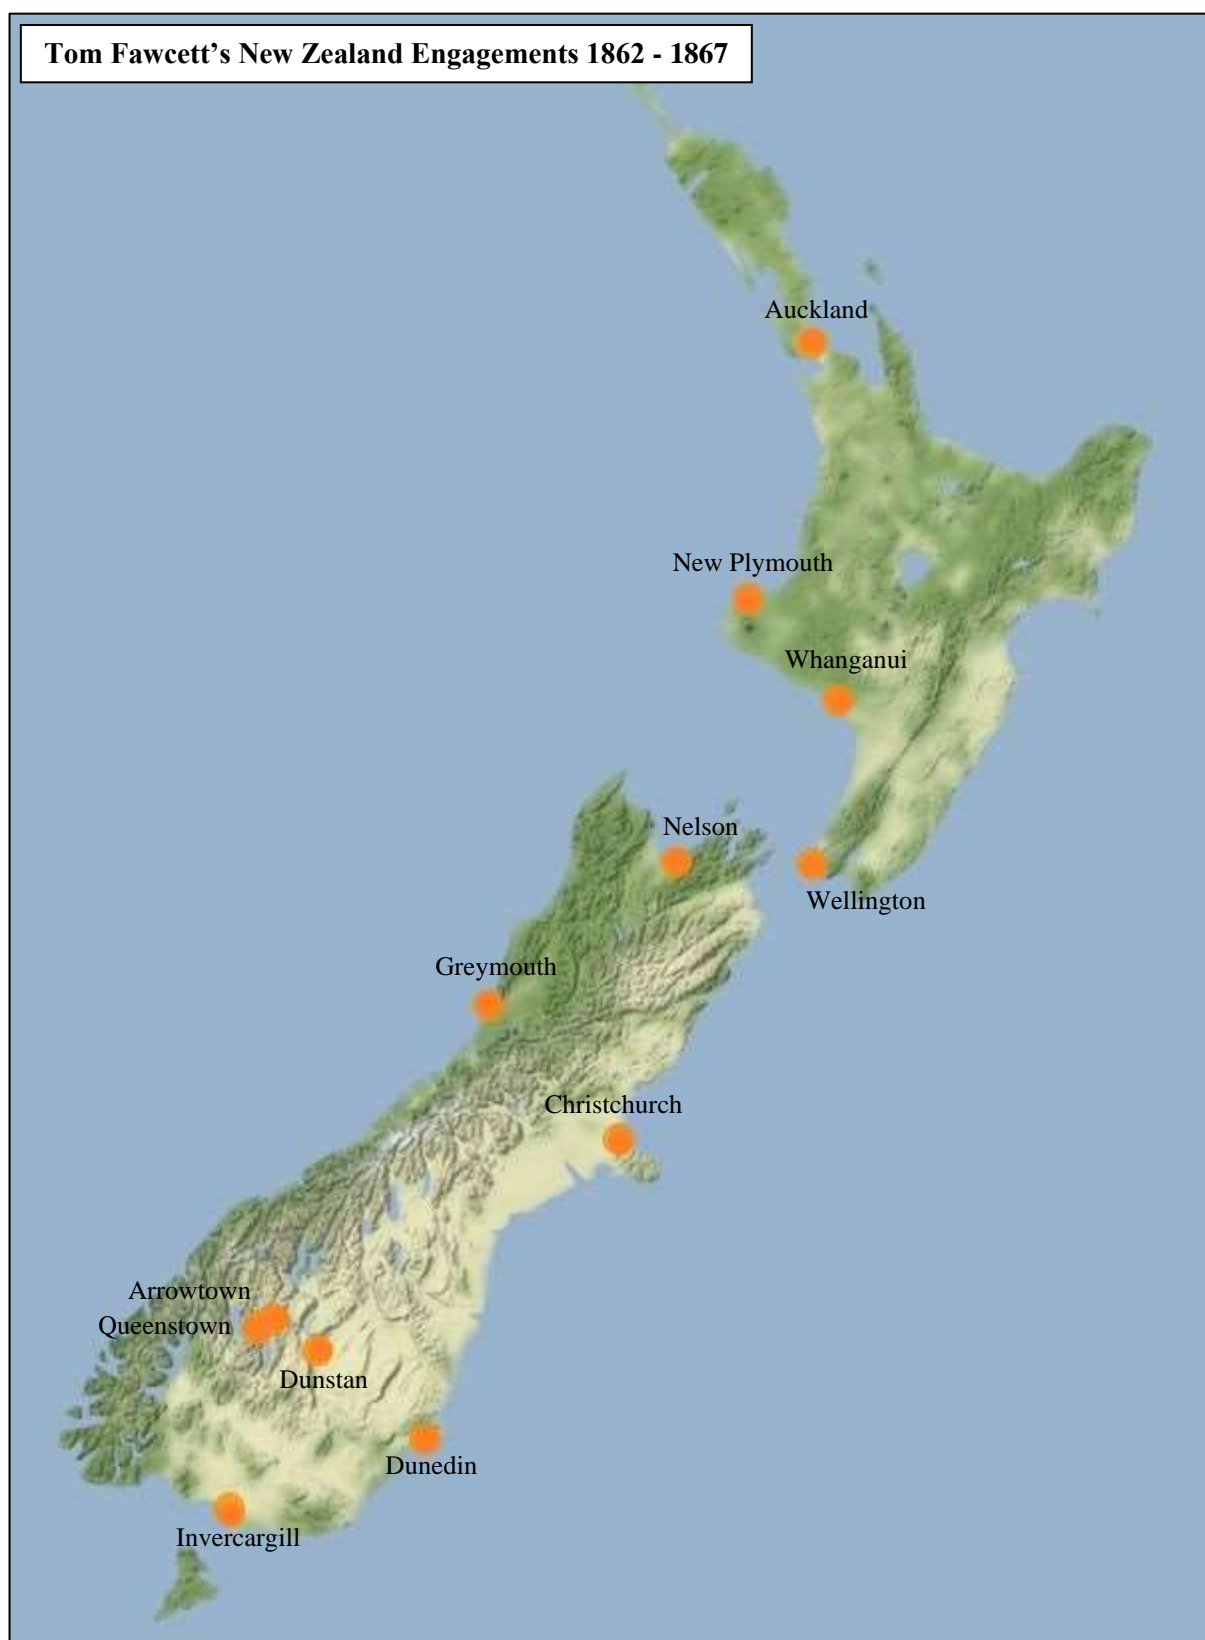 Tom Fawcett’s New Zealand Engagements 1862 - 1867
Auckland
New Plymouth
Whanganui
Nelson
Wellington
Greymouth
Christchurch
Arrowtown
Queenstown
Dunstan
Dunedin
Invercargill